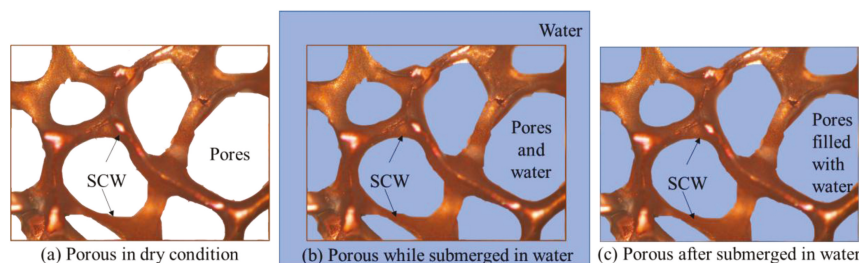 Pores
SCW
(a) Porous in dry condition
Water
Pores
and
water
SCW
(b) Porous while submerged in water
Pores
filled
with
water
SCW
(c) Porous after submerged in water